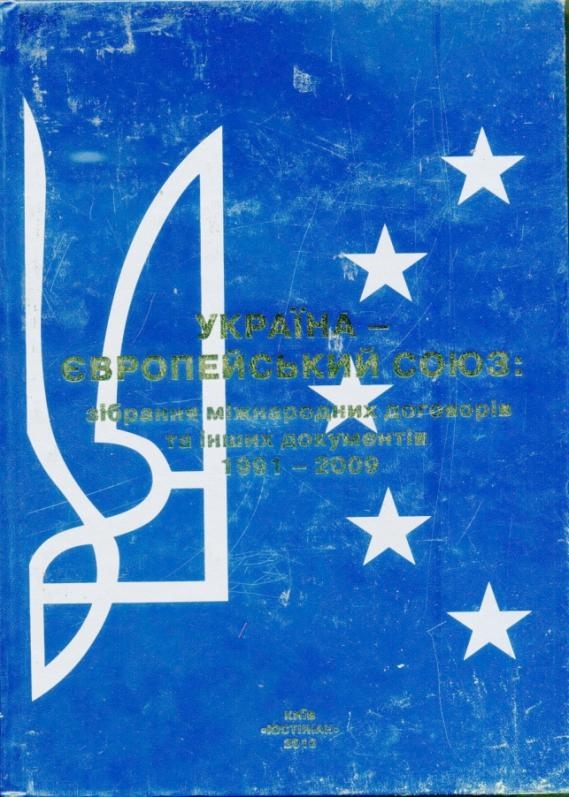 УКРАЇНА –
ЄВРОПЕЙСЬКИЙ СОЮЗ:
зібрання міжнародних договорів
та інших документів
1991 – 2009
КИЇВ
«ЮСТІНІАН»
2010